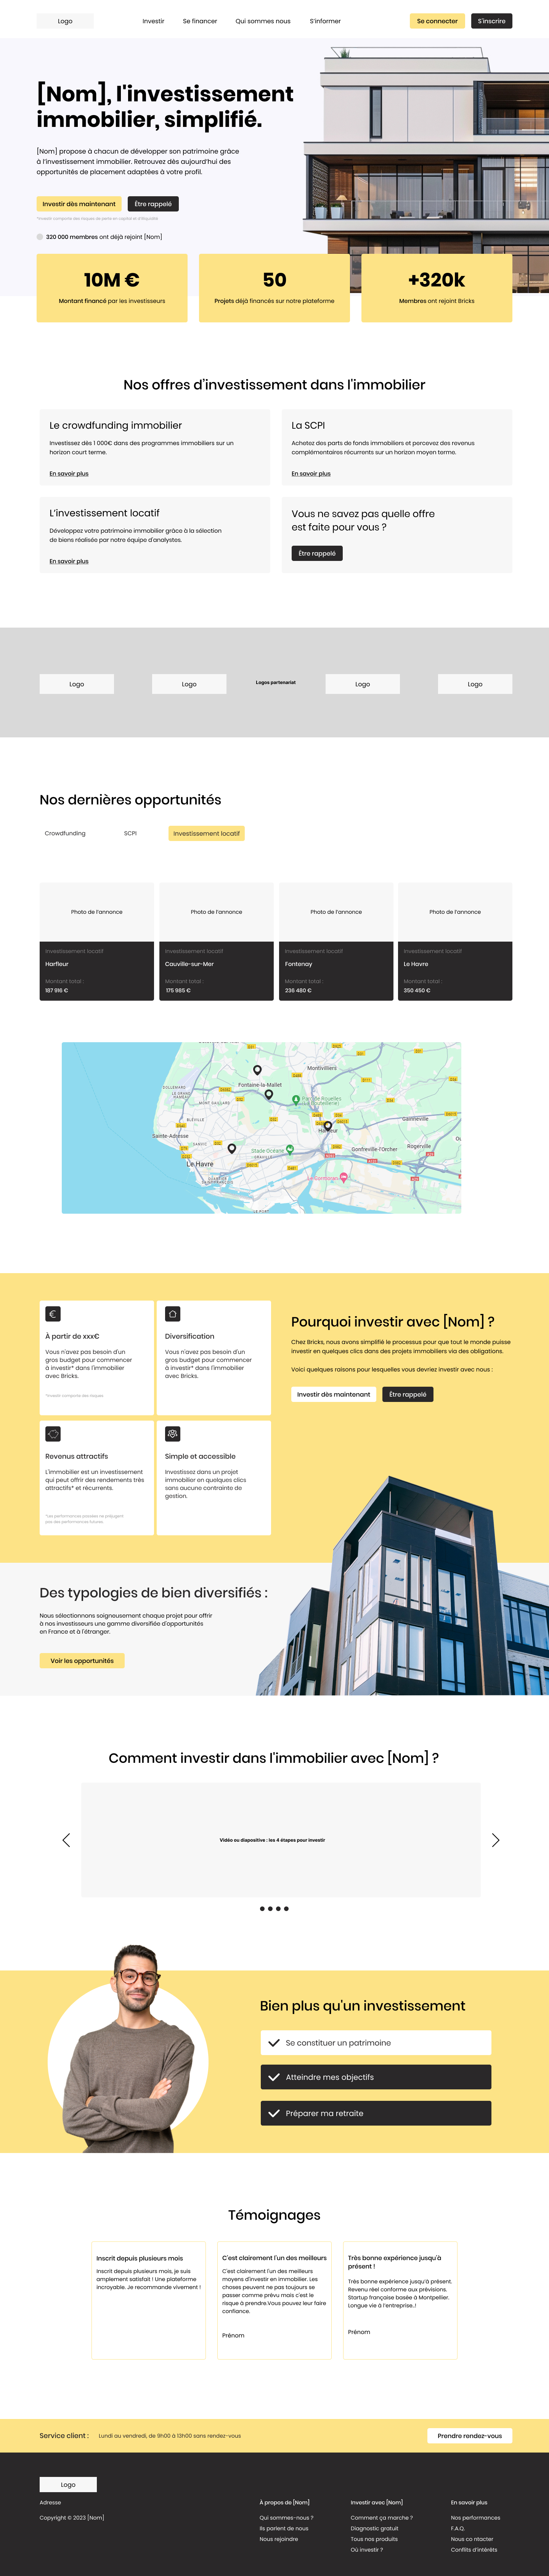 Logo
Investir
Se financer
Qui sommes nous
S'informer
Se connecter
S'inscrire
[Nom], l'investissement
immobilier, simplifié.
[Nom] propose à chacun de développer son patrimoine grâce
à l'investissement immobilier. Retrouvez dès aujourd'hui des
opportunités de placement adaptées à votre profil.
Investir dès maintenant
Être rappelé
*Investir comporte des risques de perte en capital et d'illiquidité.
320 000 membres ont déjà rejoint [Nom]
10M €
Montant financé par les investisseurs
50
Projets déjà financés sur notre plateforme
+320k
Membres ont rejoint Bricks
Nos offres d'investissement dans l'immobilier
Le crowdfunding immobilier
Investissez dès 1 000€ dans des programmes immobiliers sur un
horizon court terme.
En savoir plus
La SCPI
Achetez des parts de fonds immobiliers et percevez des revenus
complémentaires récurrents sur un horizon moyen terme.
En savoir plus
L'investissement locatif
Développez votre patrimoine immobilier grâce à la sélection
de biens réalisée par notre équipe d'analystes.
En savoir plus
Vous ne savez pas quelle offre
est faite pour vous ?
Être rappelé
Logo
Logo
Logos partenariat
Logo
Logo
Nos dernières opportunités
Crowdfunding
SCPI
Investissement locatif
Photo de l'annonce
Photo de l'annonce
Photo de l'annonce
Photo de l'annonce
Investissement locatif
Harfleur
Montant total :
187 916 €
Investissement locatif
Cauville-sur-Mer
Montant total :
175 985 €
Investissement locatif
Fontenay
Montant total :
236 480 €
Investissement locatif
Le Havre
Montant total :
350 450 €
Montivilliers
Fontaine-la-Mallet
DOLLEMARD
MONT GAILLARD
BLÉVILLE
Sainte-Adresse
SANVIC
Stade Océane
Le Havre
Harfleur
Gainneville
Gonfreville-l'Orcher
Rogerville
Pourquoi investir avec [Nom] ?
Chez Bricks, nous avons simplifié le processus pour que tout le monde puisse
investir en quelques clics dans des projets immobiliers via des obligations.
Voici quelques raisons pour lesquelles vous devriez investir avec nous :
Investir dès maintenant
Être rappelé
À partir de xxx€
Vous n'avez pas besoin d'un
gros budget pour commencer
à investir* dans l'immobilier
avec Bricks.
*Investir comporte des risques
Diversification
Vous n'avez pas besoin d'un
gros budget pour commencer
à investir* dans l'immobilier
avec Bricks.
Revenus attractifs
L'immobilier est un investissement
qui peut offrir des rendements très
attractifs* et récurrents.
*Les performances passées ne préjugent
pas des performances futures.
Simple et accessible
Investissez dans un projet
immobilier en quelques clics
sans aucune contrainte de
gestion.
Des typologies de bien diversifiés :
Nous sélectionnons soigneusement chaque projet pour offrir
à nos investisseurs une gamme diversifiée d'opportunités
en France et à l'étranger.
Voir les opportunités
Comment investir dans l'immobilier avec [Nom] ?
Vidéo ou diapositive : les 4 étapes pour investir
Bien plus qu'un investissement
Se constituer un patrimoine
Atteindre mes objectifs
Préparer ma retraite
Témoignages
Inscrit depuis plusieurs mois
Inscrit depuis plusieurs mois, je suis
amplement satisfait ! Une plateforme
incroyable. Je recommande vivement !
C'est clairement l'un des meilleurs
C'est clairement l'un des meilleurs
moyens d'investir en immobilier. Les
choses peuvent ne pas toujours se
passer comme prévu mais c'est le
risque à prendre.Vous pouvez leur faire
confiance.
Prénom
Très bonne expérience jusqu'à
présent !
Très bonne expérience jusqu'à présent.
Revenu réel conforme aux prévisions.
Startup française basée à Montpellier.
Longue vie à l'entreprise..!
Prénom
Service client :
Lundi au vendredi, de 9h00 à 13h00 sans rendez-vous
Prendre rendez-vous
Logo
Adresse
Copyright © 2023 [Nom]
À propos de [Nom]
Qui sommes-nous ?
Ils parlent de nous
Nous rejoindre
Investir avec [Nom]
Comment ça marche ?
Diagnostic gratuit
Tous nos produits
Où investir ?
En savoir plus
Nos performances
F.A.Q.
Nous co ntacter
Conflits d'intérêts